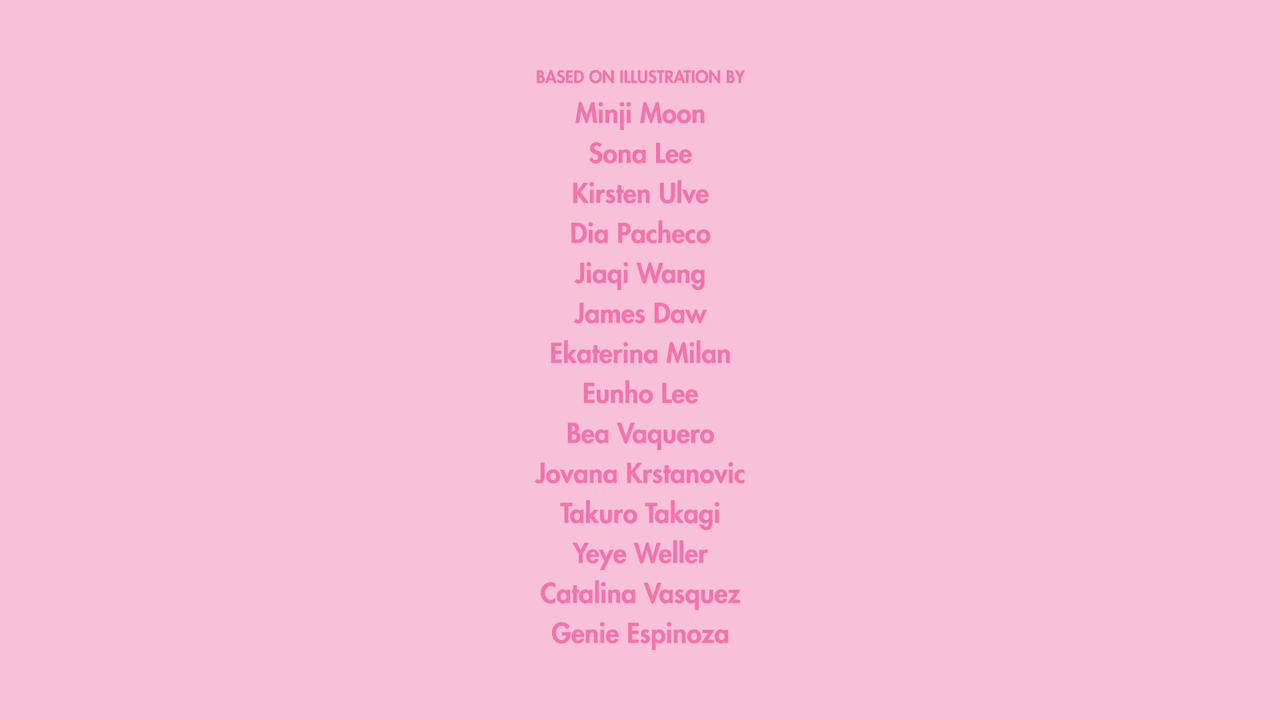 BASED ON ILLUSTRATION BY
Minji Moon
Sona Lee
Kirsten Ulve
Dia Pacheco
Jiaqi Wang
James Daw
Ekaterina Milan
Eunho Lee
Bea Vaquero
Jovana Krstanovic
Takuro Takagi
Yeye Weller
Catalina Vasquez
Genie Espinoza